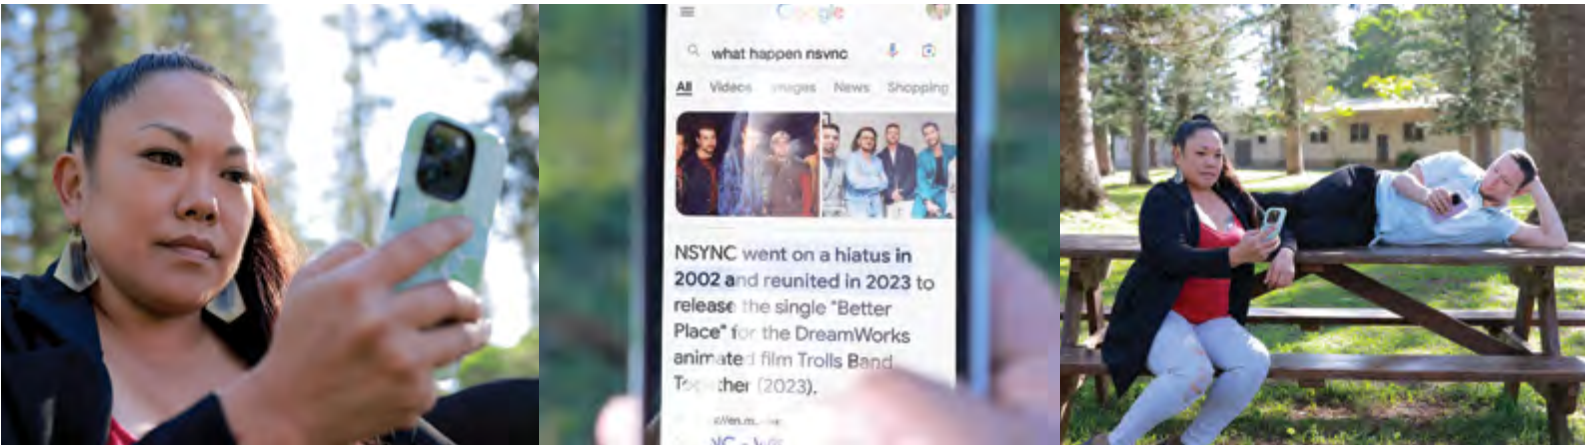 Google
what happen nsvnc
All Videos Images News Shopping
NSYNC went on a hiatus in
2002 and reunited in 2023 to
release the single "Better
Place" for the DreamWorks
animated film Trolls Band
Together (2023).